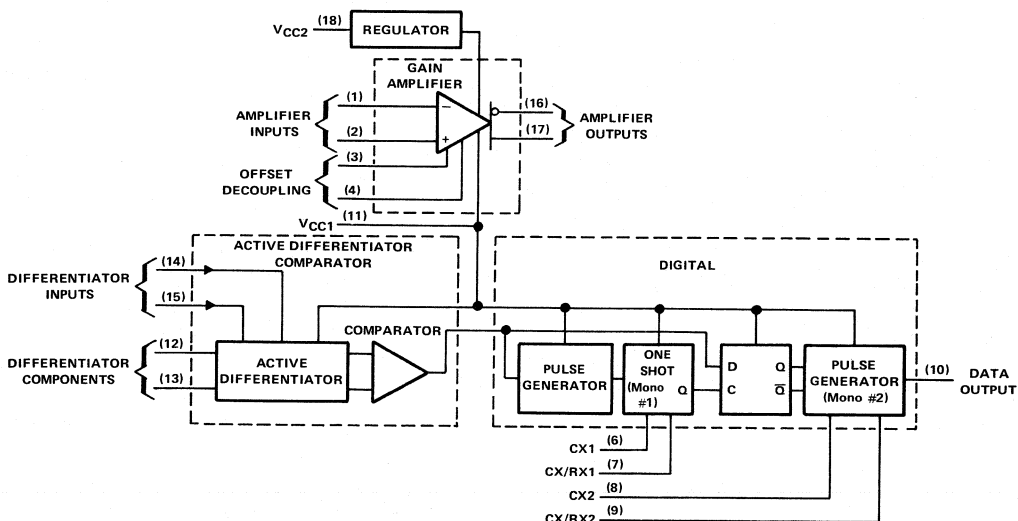 VCC2 (18) REGULATOR
GAIN
AMPLIFIER
AMPLIFIER
INPUTS
(1)
(2)
−
+
(16)
(17)
AMPLIFIER
OUTPUTS
OFFSET
DECOUPLING
(3)
(4)
VCC1 (11)
ACTIVE DIFFERENTIATOR
COMPARATOR
DIFFERENTIATOR
INPUTS
(14)
(15)
DIFFERENTIATOR
COMPONENTS
(12)
(13)
ACTIVE
DIFFERENTIATOR
COMPARATOR
DIGITAL
PULSE
GENERATOR
ONE
SHOT
(Mono
#1)
Q
D
C
Q
Q̅
PULSE
GENERATOR
(Mono #2)
(10)
DATA
OUTPUT
CX1 (6)
CX/RX1 (7)
CX2 (8)
CX/RX2 (9)